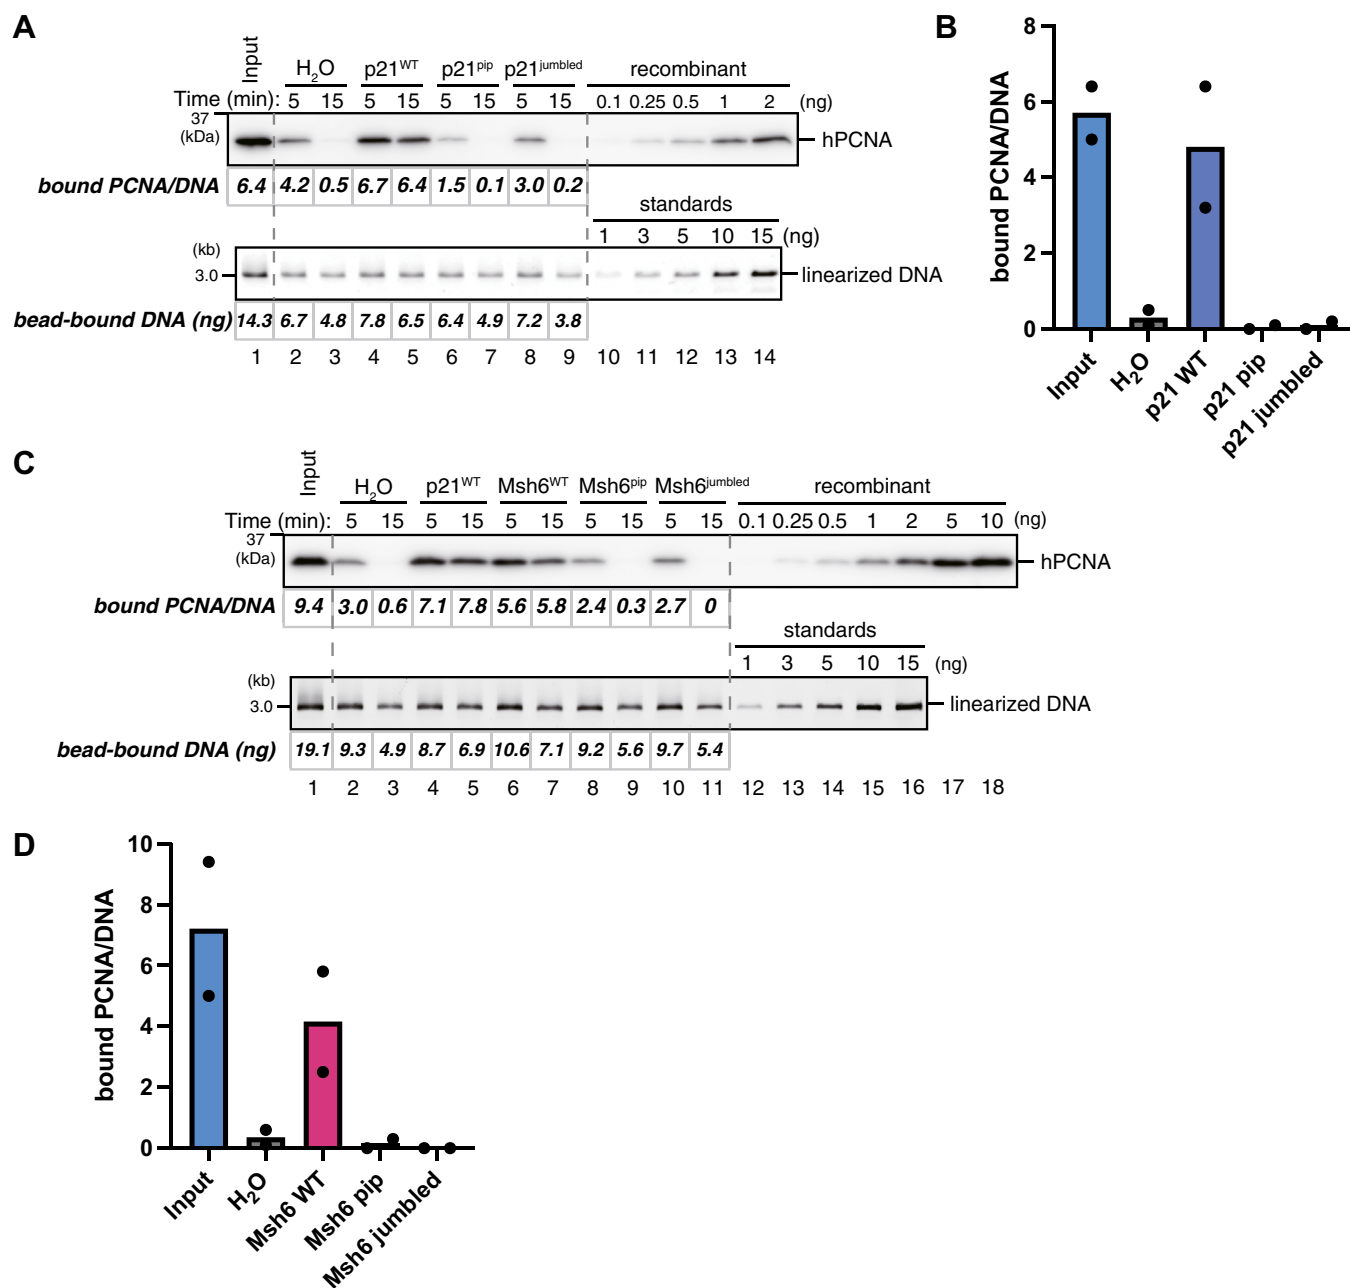 A
Input H₂O p21ᵂᵀ p21ᵖⁱᵖ p21ʲᵘᵐᵇˡᵉᵈ recombinant
Time (min): 5 15 5 15 5 15 5 15 0.1 0.25 0.5 1 2 (ng)
37
(kDa)
hPCNA
bound PCNA/DNA 6.4 4.2 0.5 6.7 6.4 1.5 0.1 3.0 0.2
standards
1 3 5 10 15 (ng)
(kb)
3.0
linearized DNA
bead-bound DNA (ng) 14.3 6.7 4.8 7.8 6.5 6.4 4.9 7.2 3.8
1 2 3 4 5 6 7 8 9 10 11 12 13 14
B
bound PCNA/DNA
8
6
4
2
0
Input H₂O p21 WT p21 pip p21 jumbled
C
Input H₂O p21ᵂᵀ Msh6ᵂᵀ Msh6ᵖⁱᵖ Msh6ʲᵘᵐᵇˡᵉᵈ recombinant
Time (min): 5 15 5 15 5 15 5 15 5 15 0.1 0.25 0.5 1 2 5 10 (ng)
37
(kDa)
hPCNA
bound PCNA/DNA 9.4 3.0 0.6 7.1 7.8 5.6 5.8 2.4 0.3 2.7 0
standards
1 3 5 10 15 (ng)
(kb)
3.0
linearized DNA
bead-bound DNA (ng) 19.1 9.3 4.9 8.7 6.9 10.6 7.1 9.2 5.6 9.7 5.4
1 2 3 4 5 6 7 8 9 10 11 12 13 14 15 16 17 18
D
bound PCNA/DNA
10
8
6
4
2
0
Input H₂O Msh6 WT Msh6 pip Msh6 jumbled